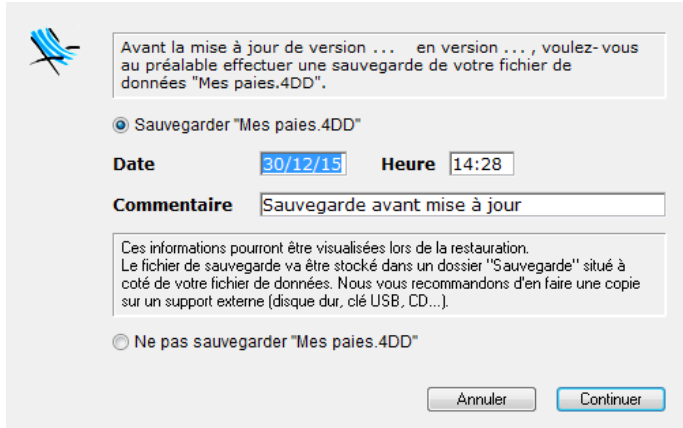 Avant la mise à jour de version ... en version ... , voulez-vous
au préalable effectuer une sauvegarde de votre fichier de
données "Mes paies.4DD".
Sauvegarder "Mes paies.4DD"
Date 30/12/15 Heure 14:28
Commentaire Sauvegarde avant mise à jour
Ces informations pourront être visualisées lors de la restauration.
Le fichier de sauvegarde va être stocké dans un dossier "Sauvegarde" situé à
coté de votre fichier de données. Nous vous recommandons d'en faire une copie
sur un support externe (disque dur, clé USB, CD...).
Ne pas sauvegarder "Mes paies.4DD"
Annuler Continuer